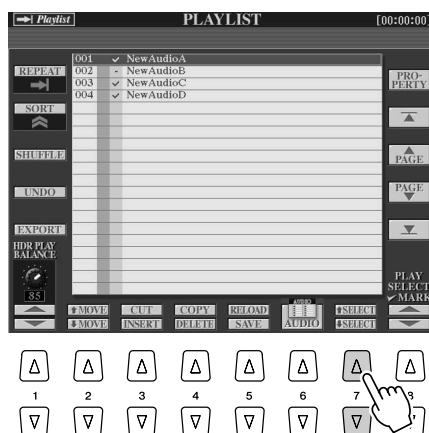 Playlist PLAYLIST [00:00:00]
001 ✓ NewAudioA
002 - NewAudioB
003 ✓ NewAudioC
004 ✓ NewAudioD
REPEAT
SORT
SHUFFLE
UNDO
EXPORT
HDR PLAY
BALANCE
85
PRO-
PERTY
PAGE
PAGE
PLAY
SELECT
✓MARK
⬆MOVE CUT COPY RELOAD AUDIO ⬆SELECT
⬇MOVE INSERT DELETE SAVE AUDIO ⬇SELECT
1 2 3 4 5 6 7 8